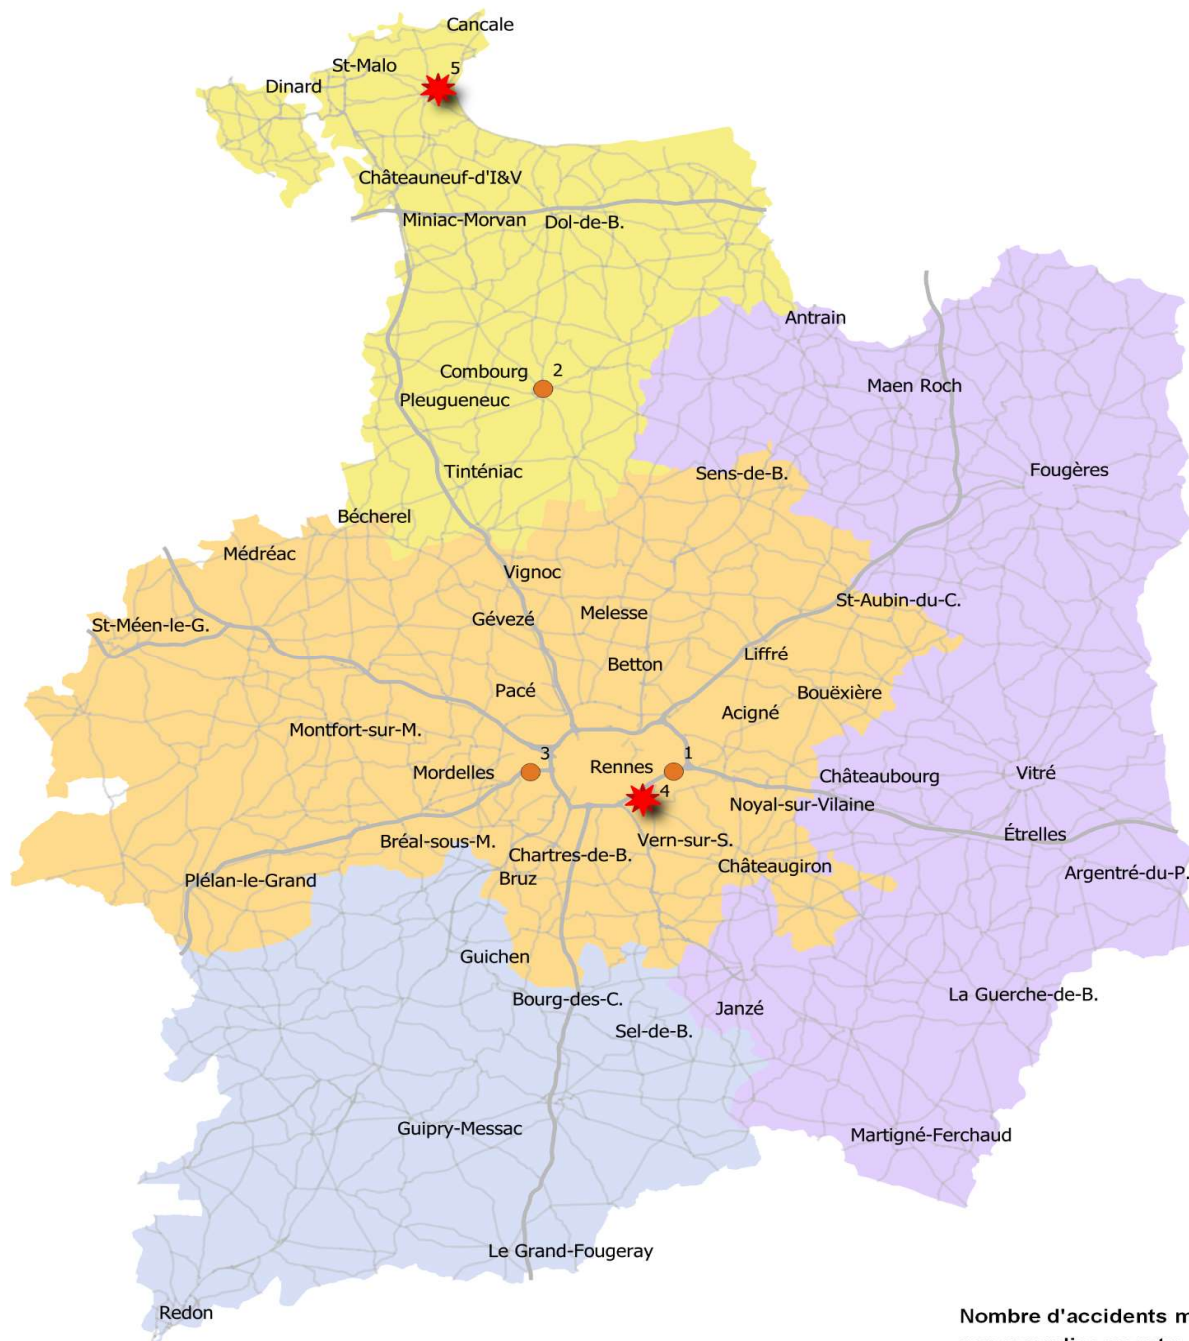 Cancale
St-Malo
5
Dinard
Châteauneuf-d'I&V
Miniac-Morvan
Dol-de-B.
Antrain
Combourg
2
Maen Roch
Pleugueneuc
Tinténiac
Sens-de-B.
Fougères
Bécherel
Médréac
Vignoc
St-Aubin-du-C.
Gévezé
Melesse
St-Méen-le-G.
Liffré
Betton
Pacé
Bouëxière
Acigné
Montfort-sur-M.
3
1
Mordelles
Rennes
Châteaubourg
Vitré
4
Noyal-sur-Vilaine
Bréal-sous-M.
Vern-sur-S.
Étrelles
Chartres-de-B.
Châteaugiron
Argentré-du-P.
Plélan-le-Grand
Bruz
Guichen
La Guerche-de-B.
Bourg-des-C.
Janzé
Sel-de-B.
Guipry-Messac
Martigné-Ferchaud
Le Grand-Fougeray
Redon
Nombre d'accidents m